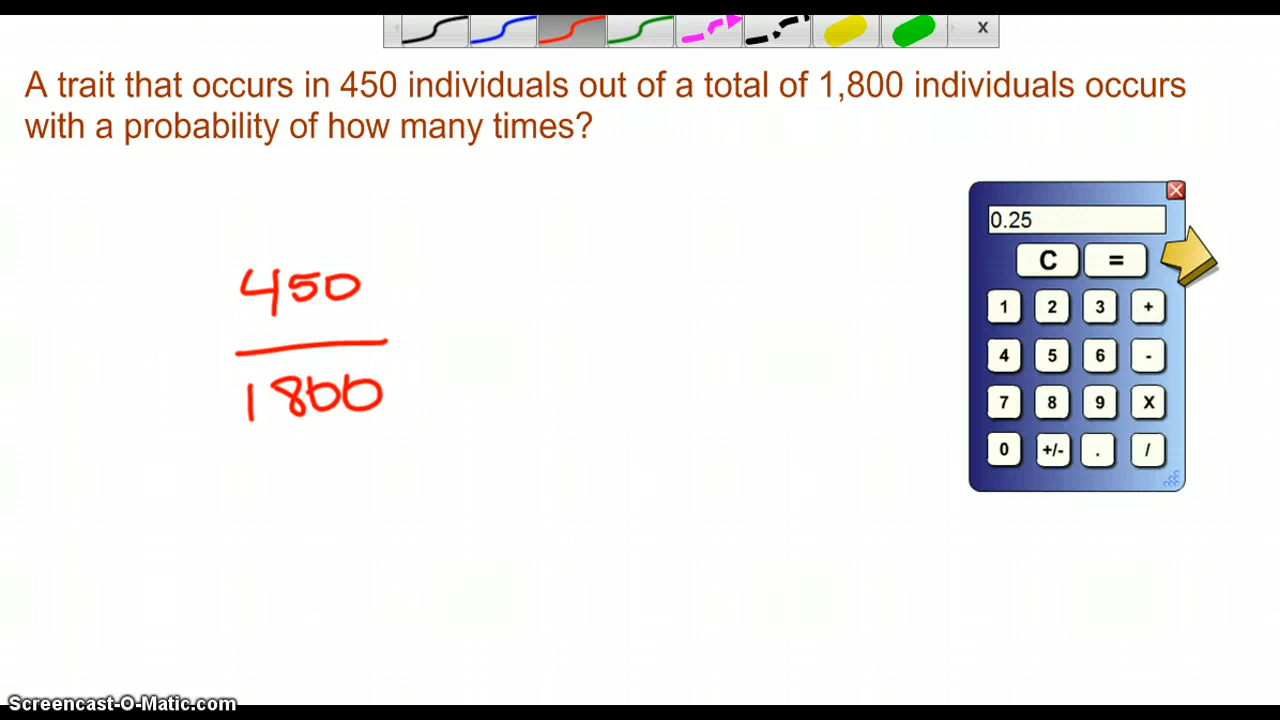 x
A trait that occurs in 450 individuals out of a total of 1,800 individuals occurs
with a probability of how many times?
0.25
C =
1 2 3 +
4 5 6 -
7 8 9 X
0 +/- . /
450
1800
Screencast-O-Matic.com